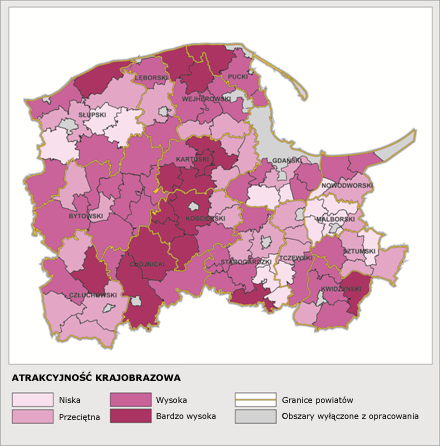 LĘBORSKI
PUCKI
WEJHEROWSKI
SŁUPSKI
KARTUSKI
GDAŃSKI
NOWODWORSKI
BYTOWSKI
KOŚCIERSKI
MALBORSKI
SZTUMSKI
CHOJNICKI
STAROGARDZKI
TCZEWSKI
CZŁUCHOWSKI
KWIDZYŃSKI
ATRAKCYJNOŚĆ KRAJOBRAZOWA
Niska
Wysoka
Granice powiatów
Przeciętna
Bardzo wysoka
Obszary wyłączone z opracowania